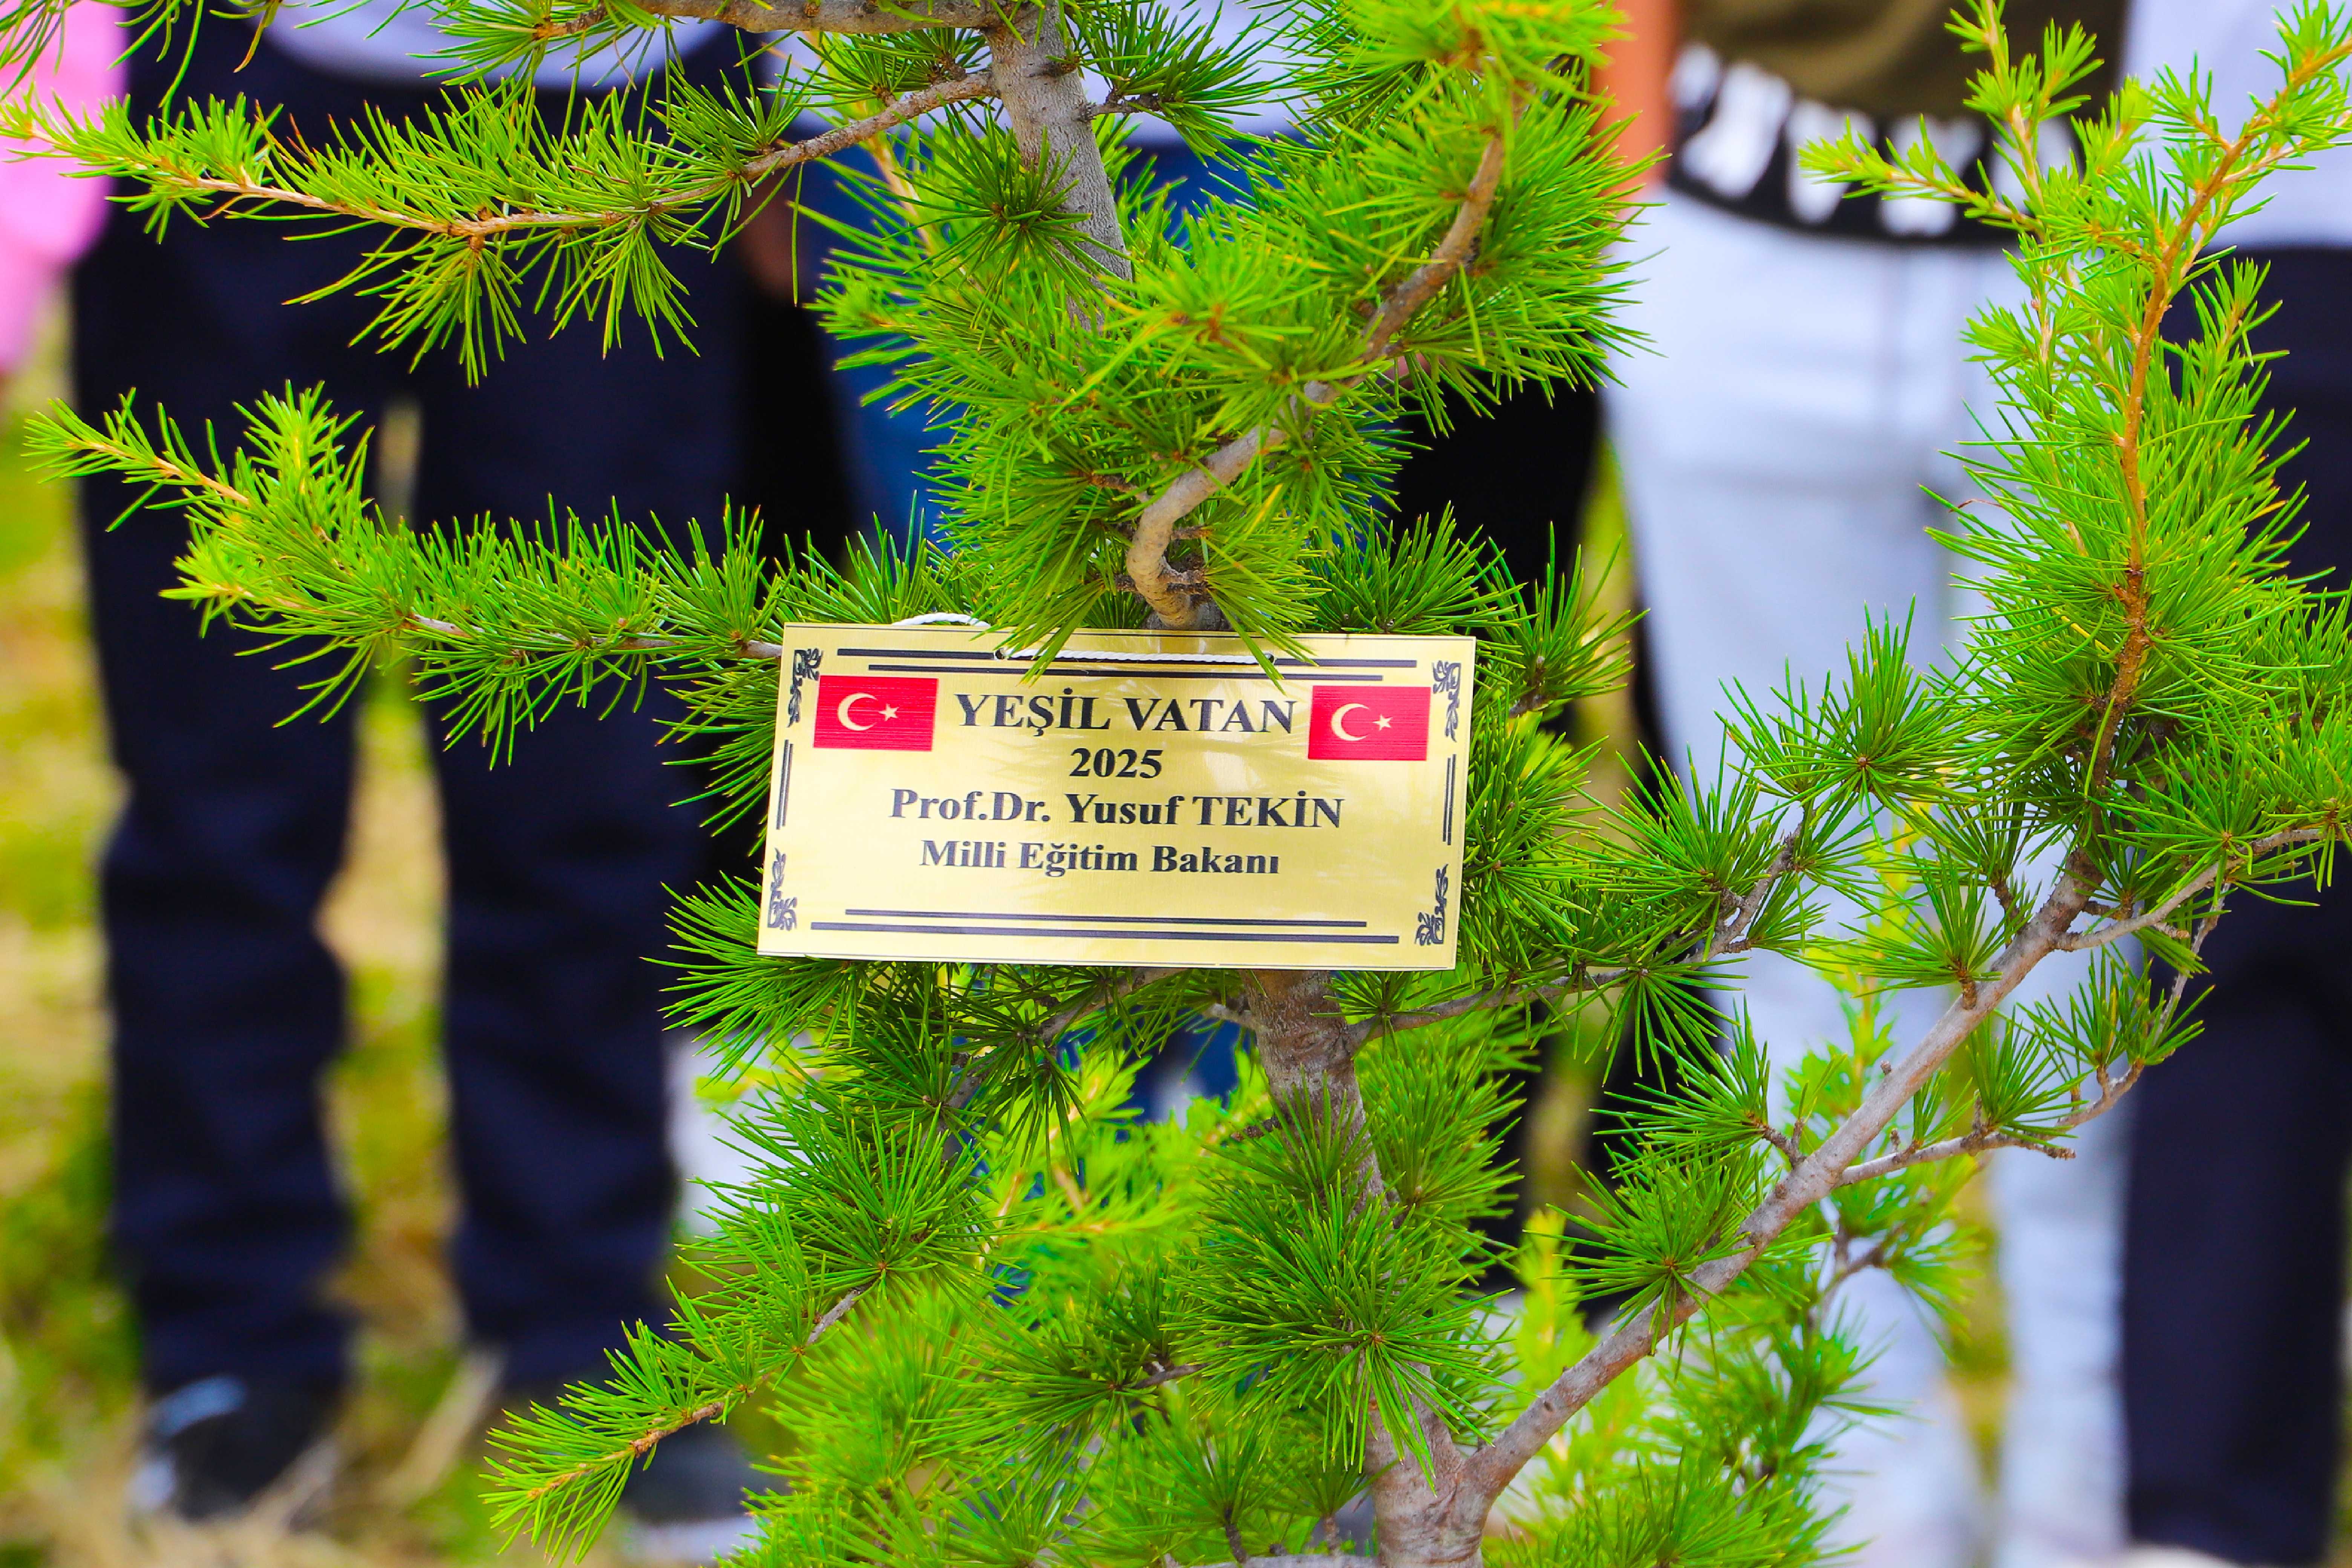 YEŞİL VATAN
2025
Prof.Dr. Yusuf TEKİN
Milli Eğitim Bakanı